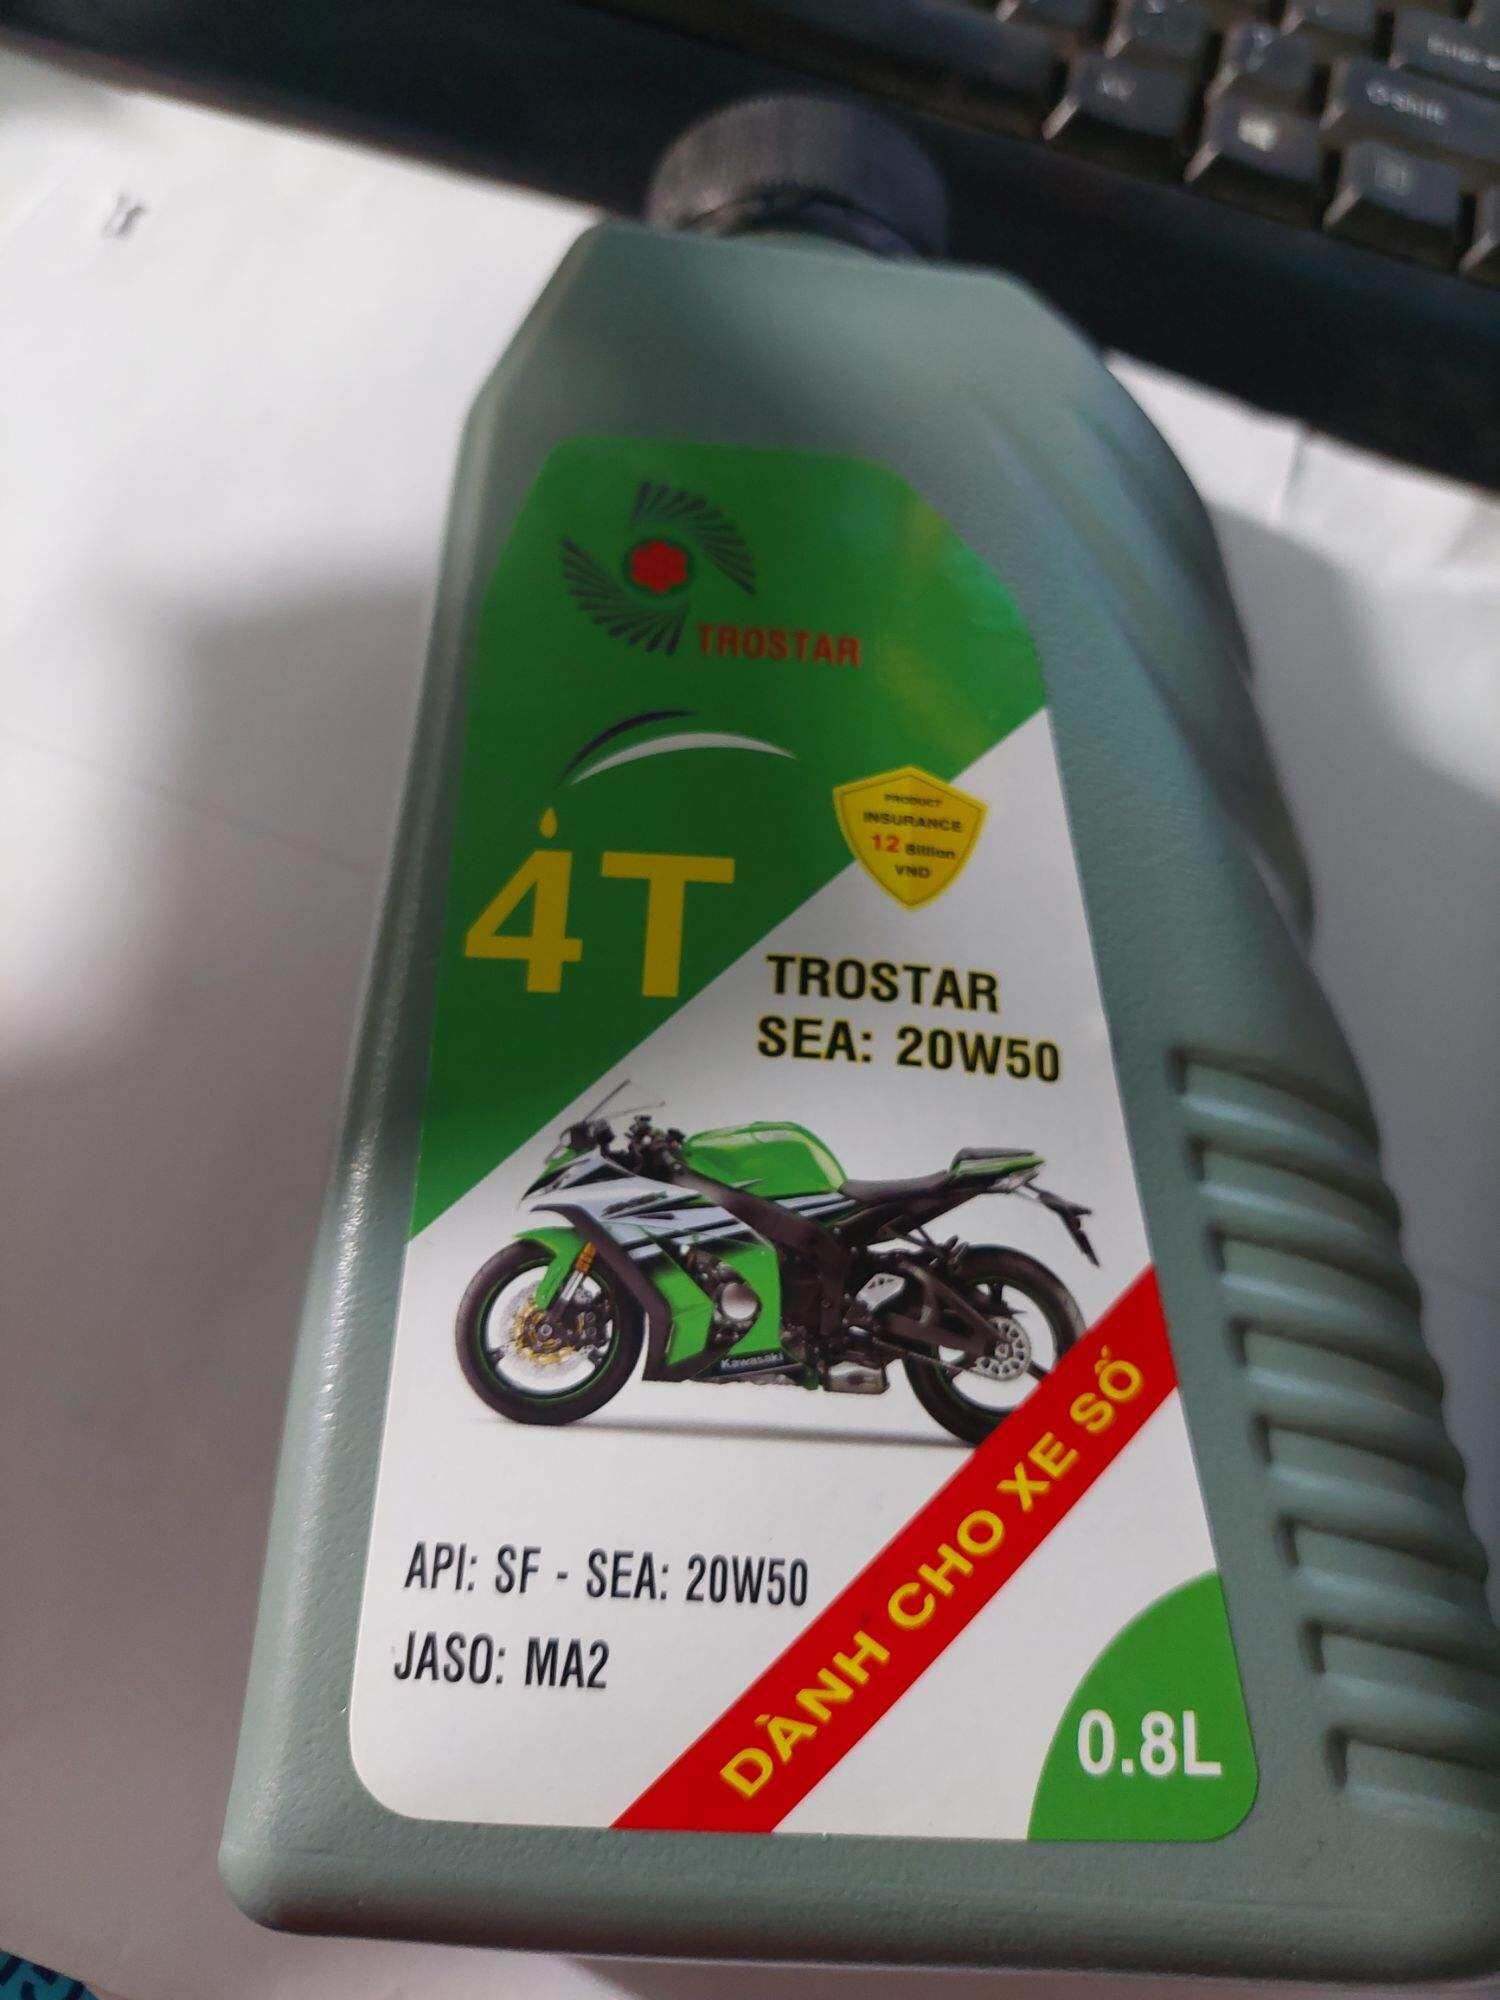 TROSTAR
4T
PRODUCT
INSURANCE
12 Billion
VND
TROSTAR
SEA: 20W50
Kawasaki
API: SF - SEA: 20W50
JASO: MA2
DÀNH CHO XE SỐ
0.8L